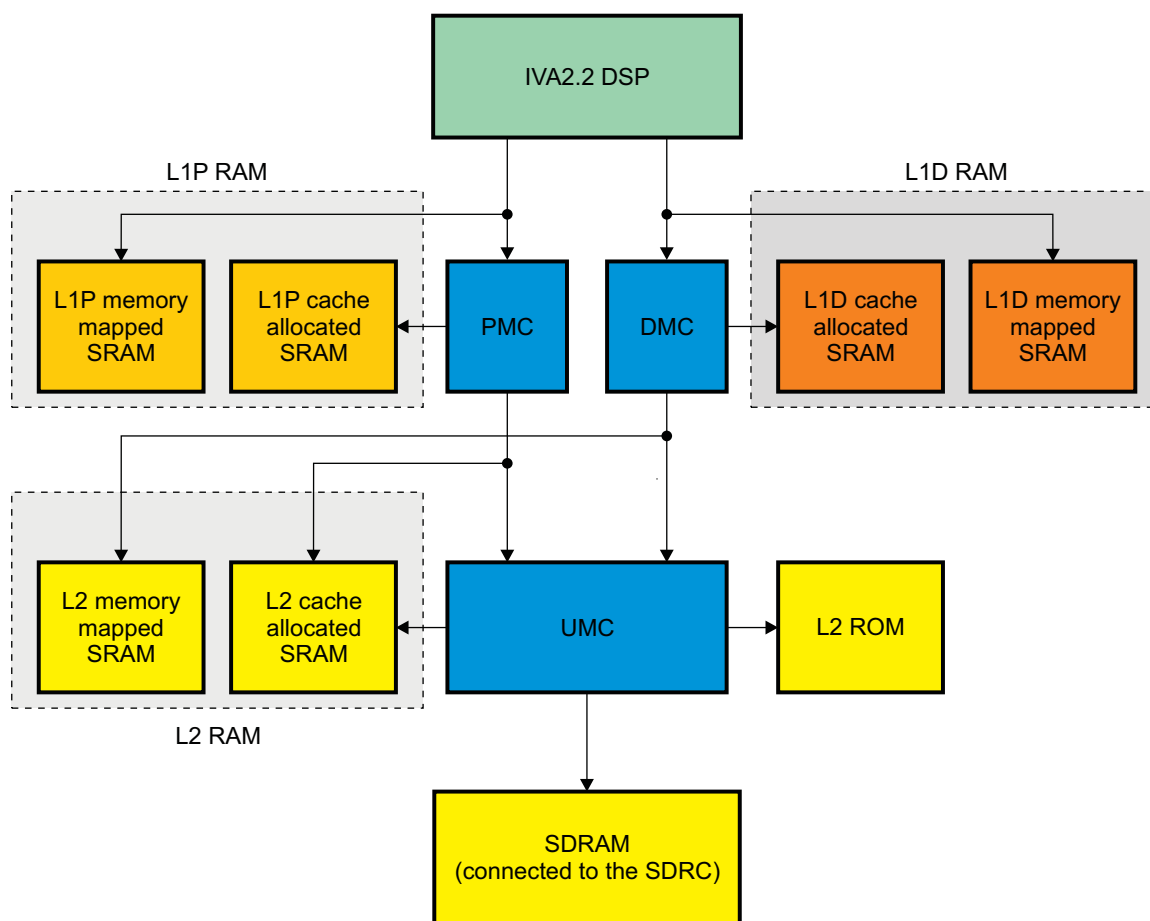 IVA2.2 DSP
L1P RAM
L1D RAM
L1P memory
mapped
SRAM
L1P cache
allocated
SRAM
PMC
DMC
L1D cache
allocated
SRAM
L1D memory
mapped
SRAM
L2 memory
mapped
SRAM
L2 cache
allocated
SRAM
UMC
L2 ROM
L2 RAM
SDRAM
(connected to the SDRC)